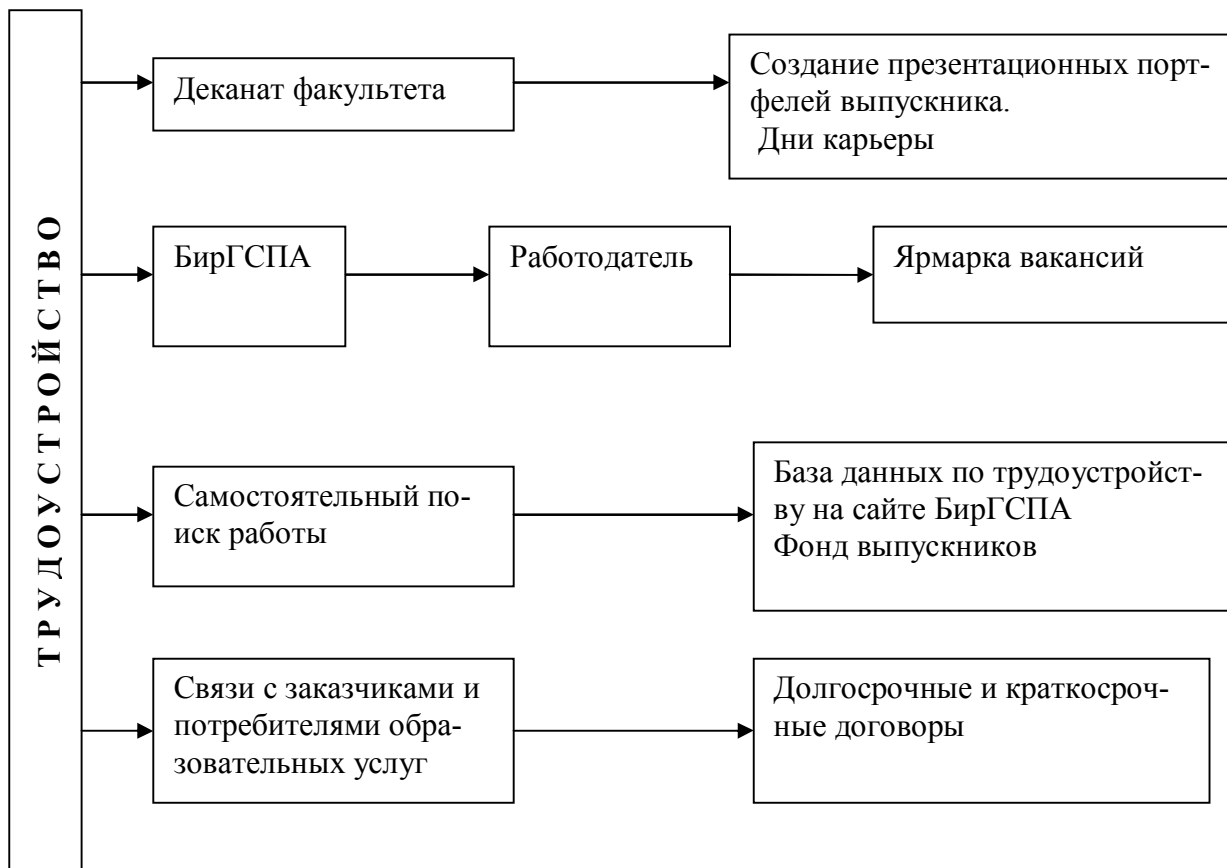 Т Р У Д О У С Т Р О Й С Т В О
Деканат факультета
Создание презентационных порт-
фелей выпускника.
Дни карьеры
БирГСПА
Работодатель
Ярмарка вакансий
Самостоятельный по-
иск работы
База данных по трудоустройст-
ву на сайте БирГСПА
Фонд выпускников
Связи с заказчиками и
потребителями обра-
зовательных услуг
Долгосрочные и краткосроч-
ные договоры